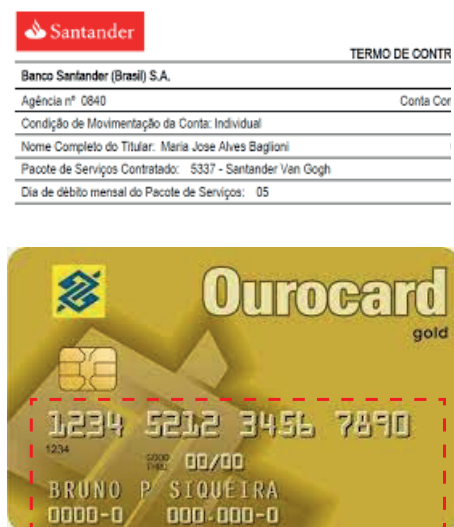 Santander
TERMO DE CONTR
Banco Santander (Brasil) S.A.
Agência nº 0840 Conta Cor
Condição de Movimentação da Conta: Individual
Nome Completo do Titular: Maria Jose Alves Baglioni
Pacote de Serviços Contratado: 5337 - Santander Van Gogh
Dia de débito mensal do Pacote de Serviços: 05
Ourocard
gold
1234 5212 3456 7890
1234
GOOD
THRU 00/00
BRUNO P SIQUEIRA
0000-0 000.000-0